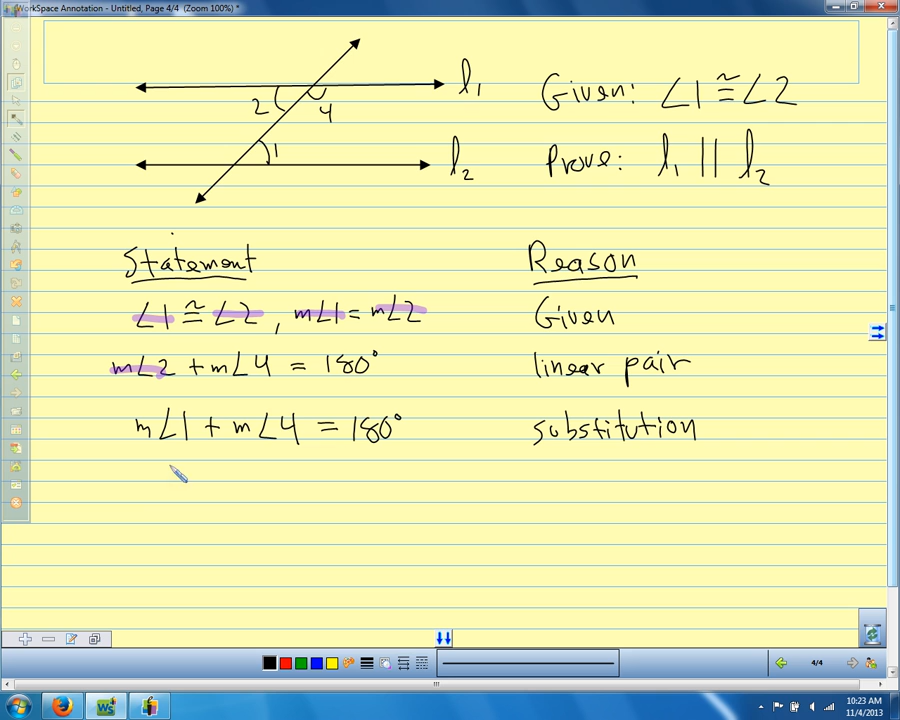 WorkSpace Annotation - Untitled, Page 4/4 (Zoom 100%) *
l₁
2 4
Given: ∠1 ≅ ∠2
1
l₂
Prove: l₁ || l₂
Statement Reason
∠1 ≅ ∠2, m∠1 = m∠2 Given
m∠2 + m∠4 = 180° linear pair
m∠1 + m∠4 = 180° substitution
4/4
10:23 AM
11/4/2013